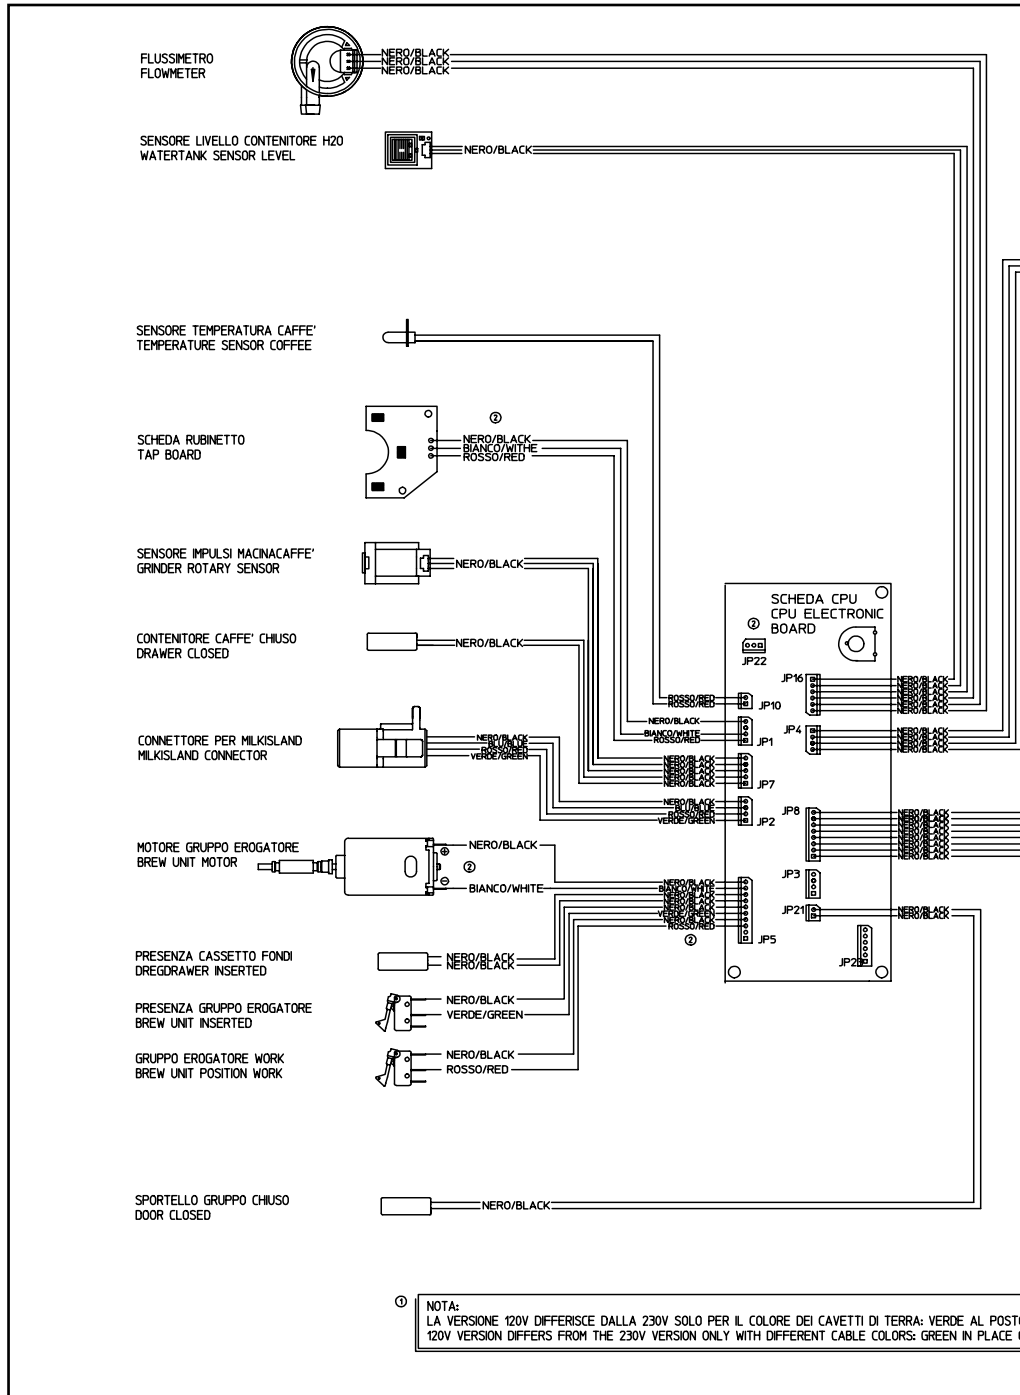 FLUSSIMETRO
FLOWMETER
NERO/BLACK
NERO/BLACK
NERO/BLACK
SENSORE LIVELLO CONTENITORE H2O
WATERTANK SENSOR LEVEL
NERO/BLACK
SENSORE TEMPERATURA CAFFE'
TEMPERATURE SENSOR COFFEE
SCHEDA RUBINETTO
TAP BOARD
2
NERO/BLACK
BIANCO/WITHE
ROSSO/RED
SENSORE IMPULSI MACINACAFFE'
GRINDER ROTARY SENSOR
NERO/BLACK
CONTENITORE CAFFE' CHIUSO
DRAWER CLOSED
NERO/BLACK
SCHEDA CPU
CPU ELECTRONIC
BOARD
2
JP22
JP16
NERO/BLACK
NERO/BLACK
NERO/BLACK
NERO/BLACK
NERO/BLACK
NERO/BLACK
ROSSO/RED
ROSSO/RED
JP10
NERO/BLACK
BIANCO/WHITE
ROSSO/RED
JP1
JP4
NERO/BLACK
NERO/BLACK
NERO/BLACK
NERO/BLACK
CONNETTORE PER MILKISLAND
MILKISLAND CONNECTOR
NERO/BLACK
BLU/BLUE
ROSSO/RED
VERDE/GREEN
NERO/BLACK
NERO/BLACK
NERO/BLACK
NERO/BLACK
NERO/BLACK
JP7
NERO/BLACK
BLU/BLUE
ROSSO/RED
VERDE/GREEN
JP2
JP8
NERO/BLACK
NERO/BLACK
NERO/BLACK
NERO/BLACK
NERO/BLACK
NERO/BLACK
NERO/BLACK
NERO/BLACK
MOTORE GRUPPO EROGATORE
BREW UNIT MOTOR
NERO/BLACK
2
BIANCO/WHITE
JP3
NERO/BLACK
BIANCO/WHITE
NERO/BLACK
NERO/BLACK
NERO/BLACK
VERDE/GREEN
NERO/BLACK
ROSSO/RED
2
JP5
JP21
NERO/BLACK
NERO/BLACK
JP23
PRESENZA CASSETTO FONDI
DREGDRAWER INSERTED
NERO/BLACK
NERO/BLACK
PRESENZA GRUPPO EROGATORE
BREW UNIT INSERTED
NERO/BLACK
VERDE/GREEN
GRUPPO EROGATORE WORK
BREW UNIT POSITION WORK
NERO/BLACK
ROSSO/RED
SPORTELLO GRUPPO CHIUSO
DOOR CLOSED
NERO/BLACK
1
NOTA:
LA VERSIONE 120V DIFFERISCE DALLA 230V SOLO PER IL COLORE DEI CAVETTI DI TERRA: VERDE AL POSTO
120V VERSION DIFFERS FROM THE 230V VERSION ONLY WITH DIFFERENT CABLE COLORS: GREEN IN PLACE